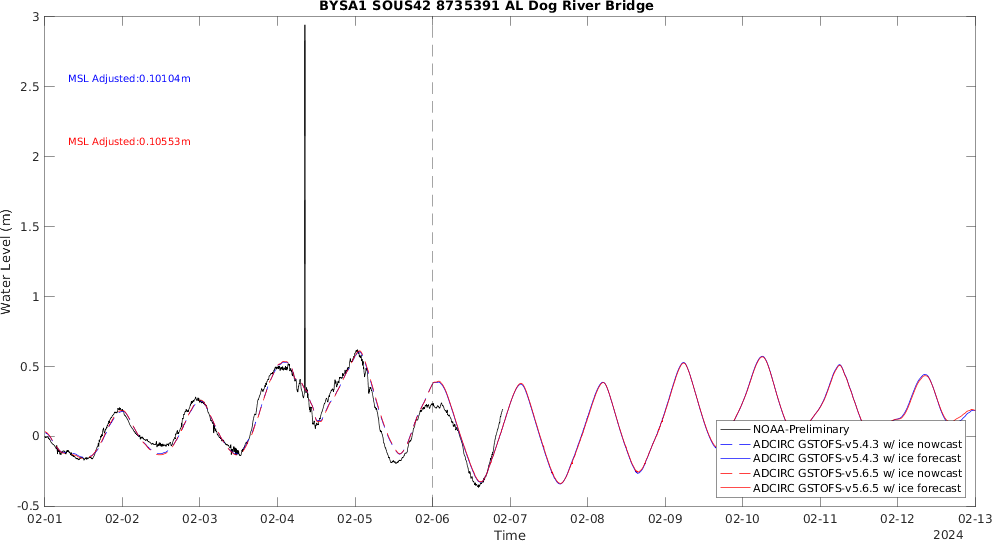 BYSA1 SOUS42 8735391 AL Dog River Bridge
3
2.5
2
1.5
1
0.5
0
-0.5
Water Level (m)
MSL Adjusted:0.10104m
MSL Adjusted:0.10553m
NOAA-Preliminary
ADCIRC GSTOFS-v5.4.3 w/ ice nowcast
ADCIRC GSTOFS-v5.4.3 w/ ice forecast
ADCIRC GSTOFS-v5.6.5 w/ ice nowcast
ADCIRC GSTOFS-v5.6.5 w/ ice forecast
02-01 02-02 02-03 02-04 02-05 02-06 02-07 02-08 02-09 02-10 02-11 02-12 02-13
Time
2024